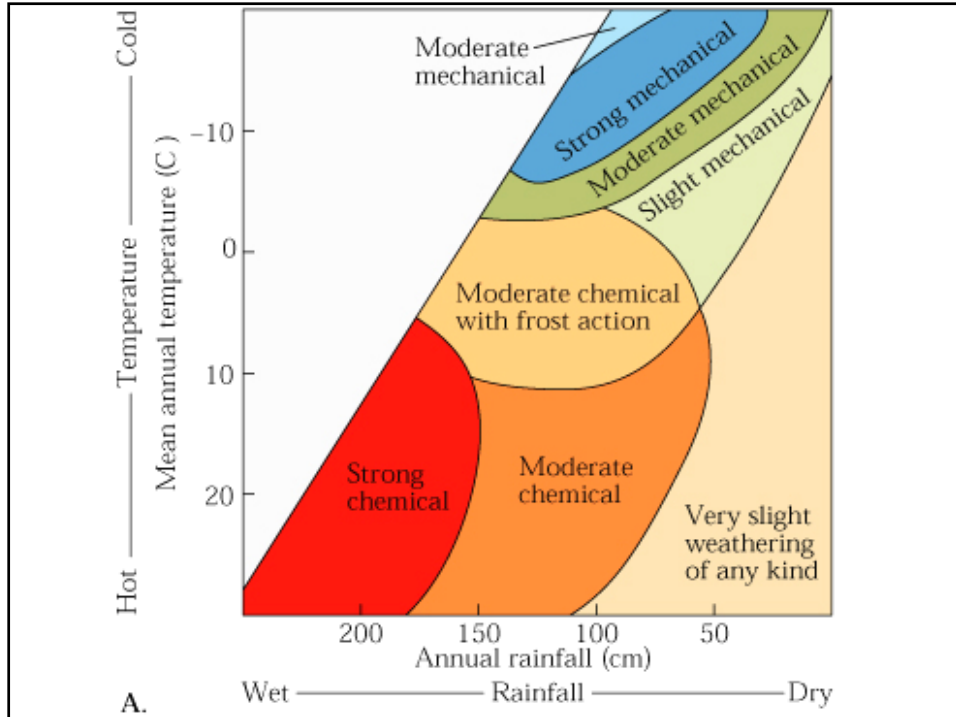 Cold
Temperature
Hot
Mean annual temperature (C )
–10
0
10
20
Moderate
mechanical
Strong mechanical
Moderate mechanical
Slight mechanical
Moderate chemical
with frost action
Strong
chemical
Moderate
chemical
Very slight
weathering
of any kind
200
150
100
50
Annual rainfall (cm)
Wet
Rainfall
Dry
A.